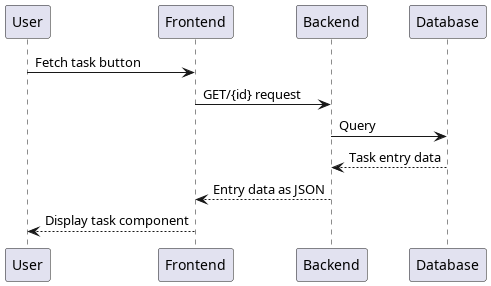 User Frontend Backend Database
Fetch task button
GET/{id} request
Query
Task entry data
Entry data as JSON
Display task component
User Frontend Backend Database